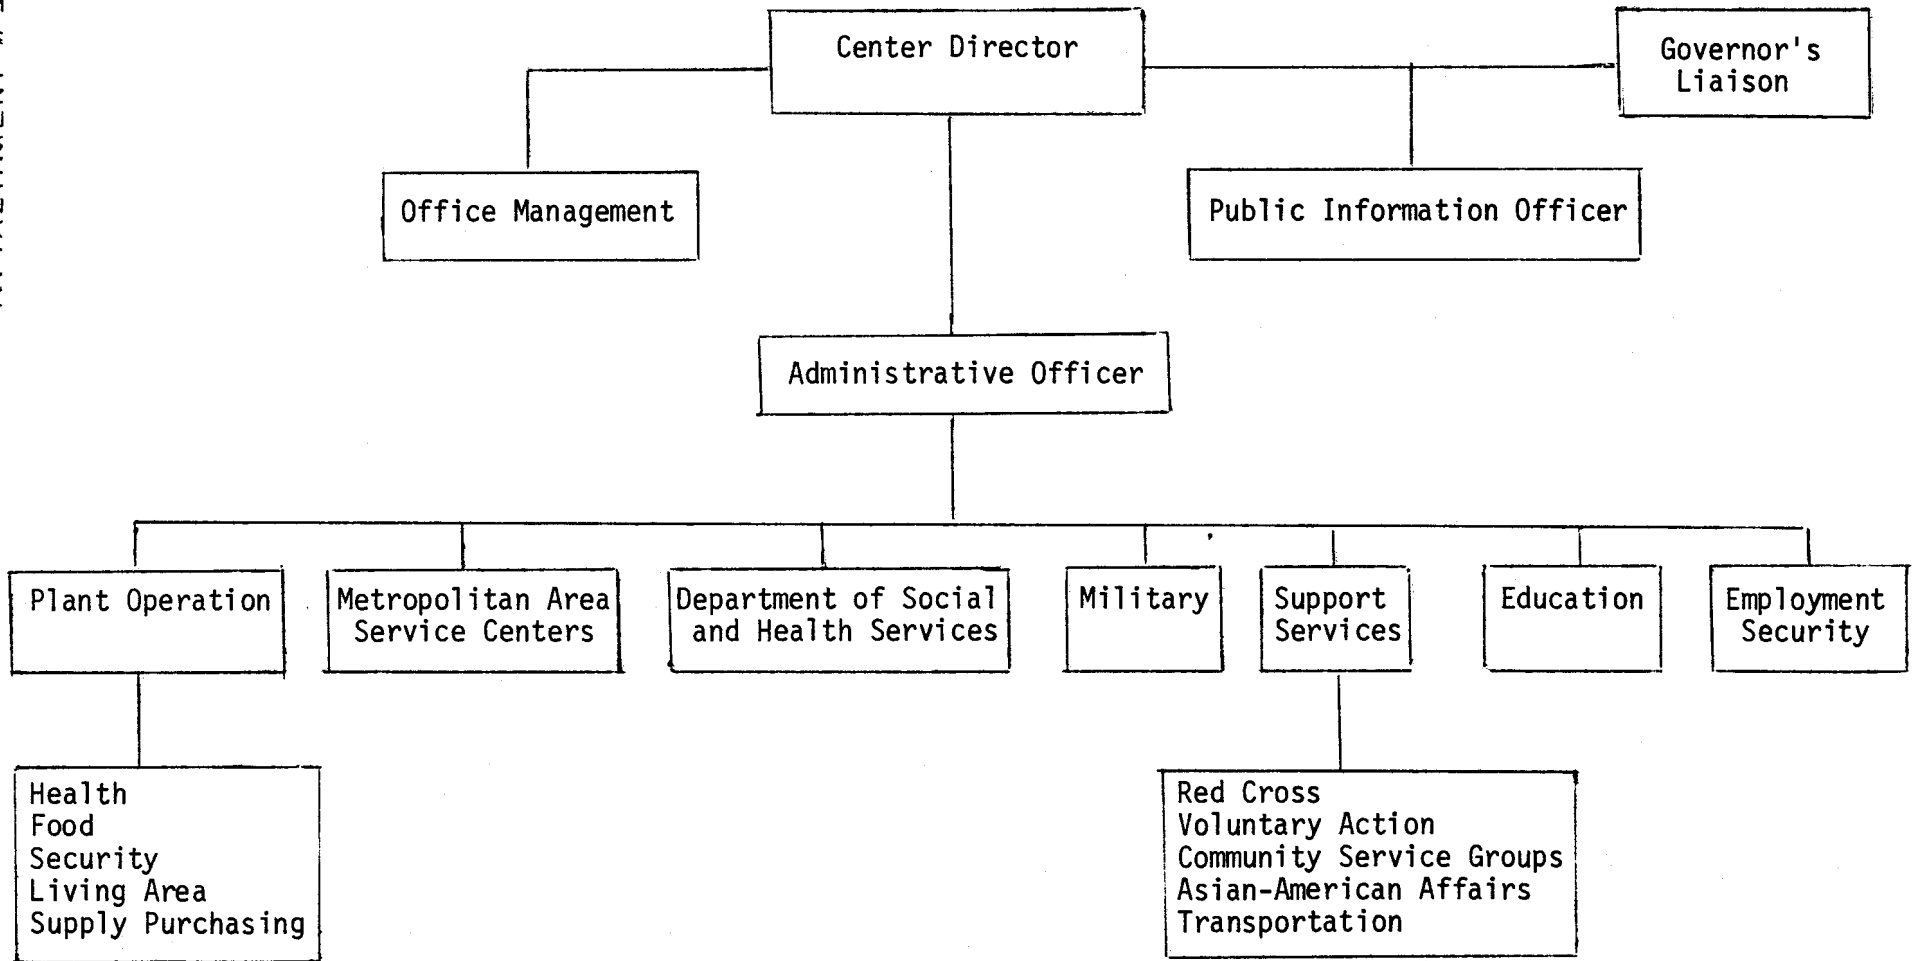 Center Director
Governor's
Liaison
Office Management
Public Information Officer
Administrative Officer
Plant Operation
Metropolitan Area
Service Centers
Department of Social
and Health Services
Military
Support
Services
Education
Employment
Security
Health
Food
Security
Living Area
Supply Purchasing
Red Cross
Voluntary Action
Community Service Groups
Asian-American Affairs
Transportation